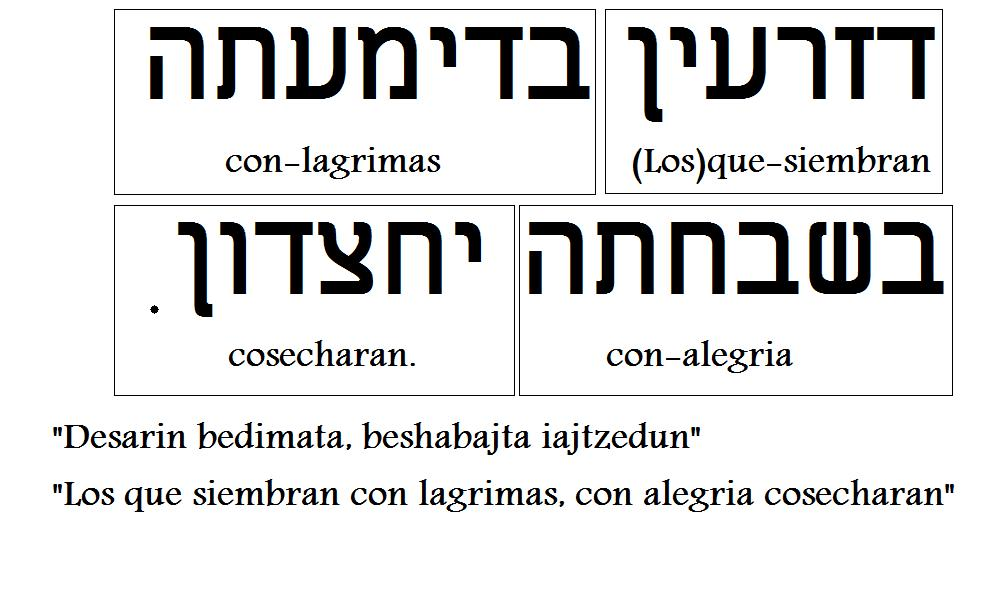 דזרעין בדימעתה
(Los)que-siembran con-lagrimas
בשבחתה יחצדון.
con-alegria cosecharan.
"Desarin bedimata, beshabajta iajtzedun"
"Los que siembran con lagrimas, con alegria cosecharan"